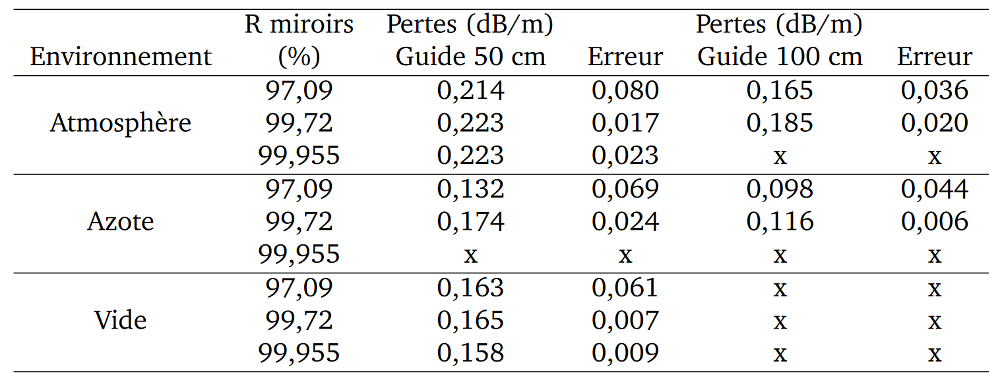 R miroirs Pertes (dB/m) Pertes (dB/m)
Environnement (%) Guide 50 cm Erreur Guide 100 cm Erreur
97,09 0,214 0,080 0,165 0,036
Atmosphère 99,72 0,223 0,017 0,185 0,020
99,955 0,223 0,023 x x
97,09 0,132 0,069 0,098 0,044
Azote 99,72 0,174 0,024 0,116 0,006
99,955 x x x x
97,09 0,163 0,061 x x
Vide 99,72 0,165 0,007 x x
99,955 0,158 0,009 x x